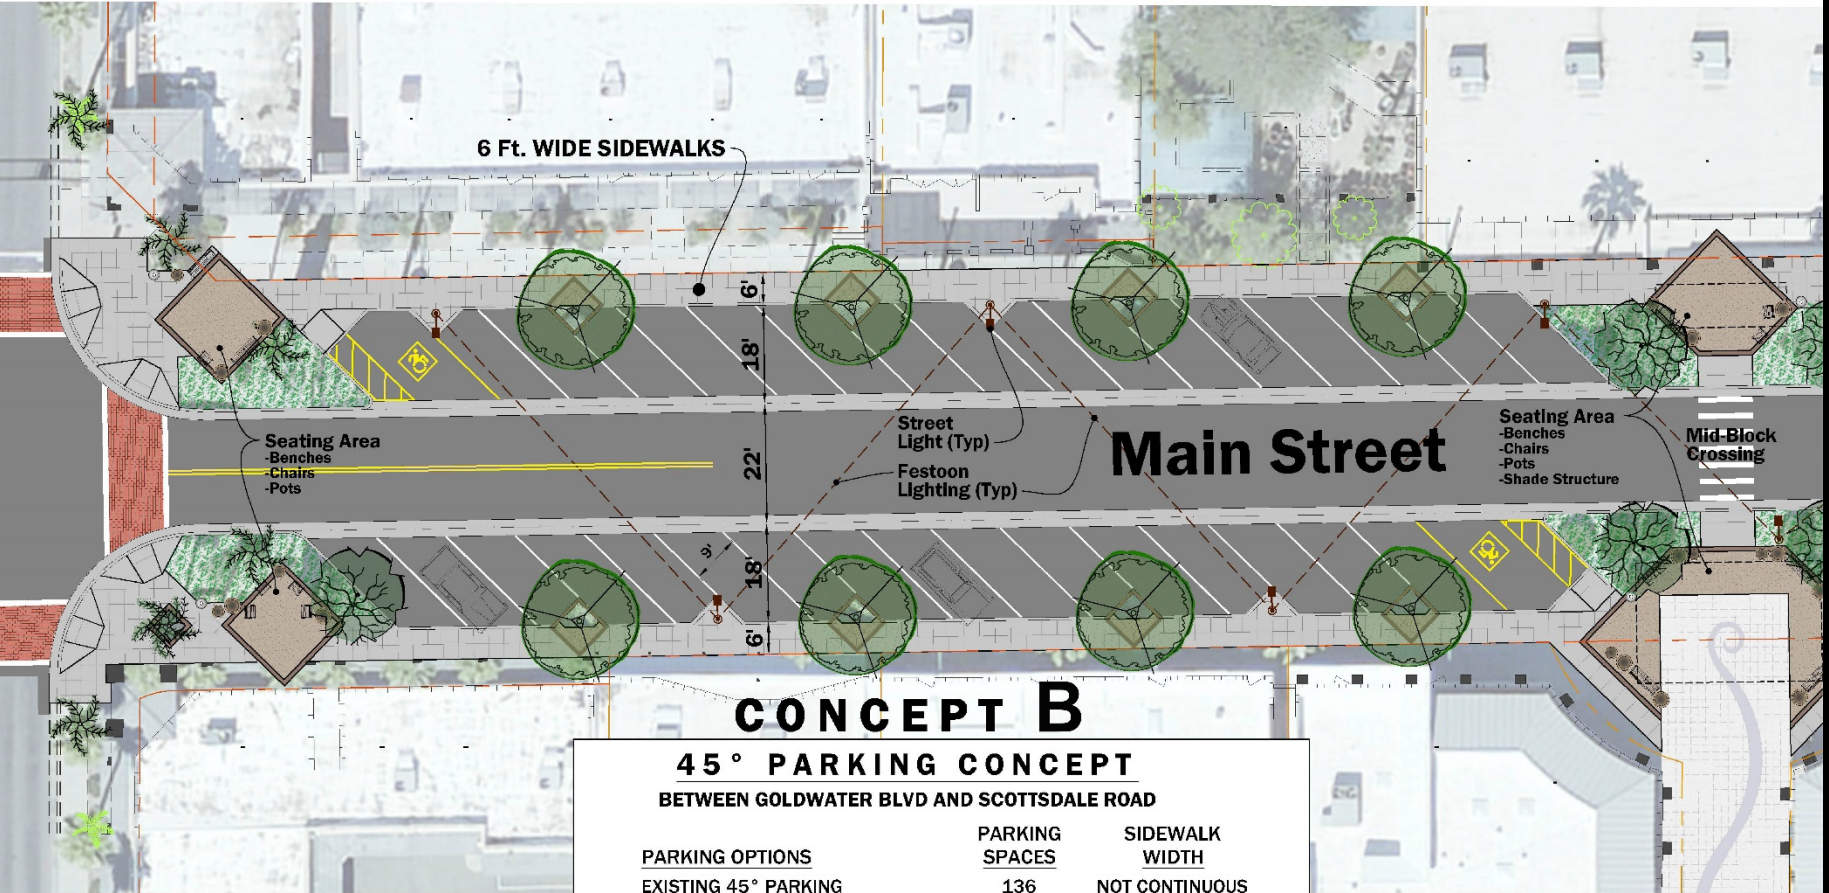 6 Ft. WIDE SIDEWALKS
6'
18'
22'
18'
9'
6'
Seating Area
-Benches
-Chairs
-Pots
Street
Light (Typ)
Festoon
Lighting (Typ)
Main Street
Seating Area
-Benches
-Chairs
-Pots
-Shade Structure
Mid-Block
Crossing
CONCEPT B
45° PARKING CONCEPT
BETWEEN GOLDWATER BLVD AND SCOTTSDALE ROAD
PARKING OPTIONS PARKING SPACES SIDEWALK WIDTH
EXISTING 45° PARKING 136 NOT CONTINUOUS